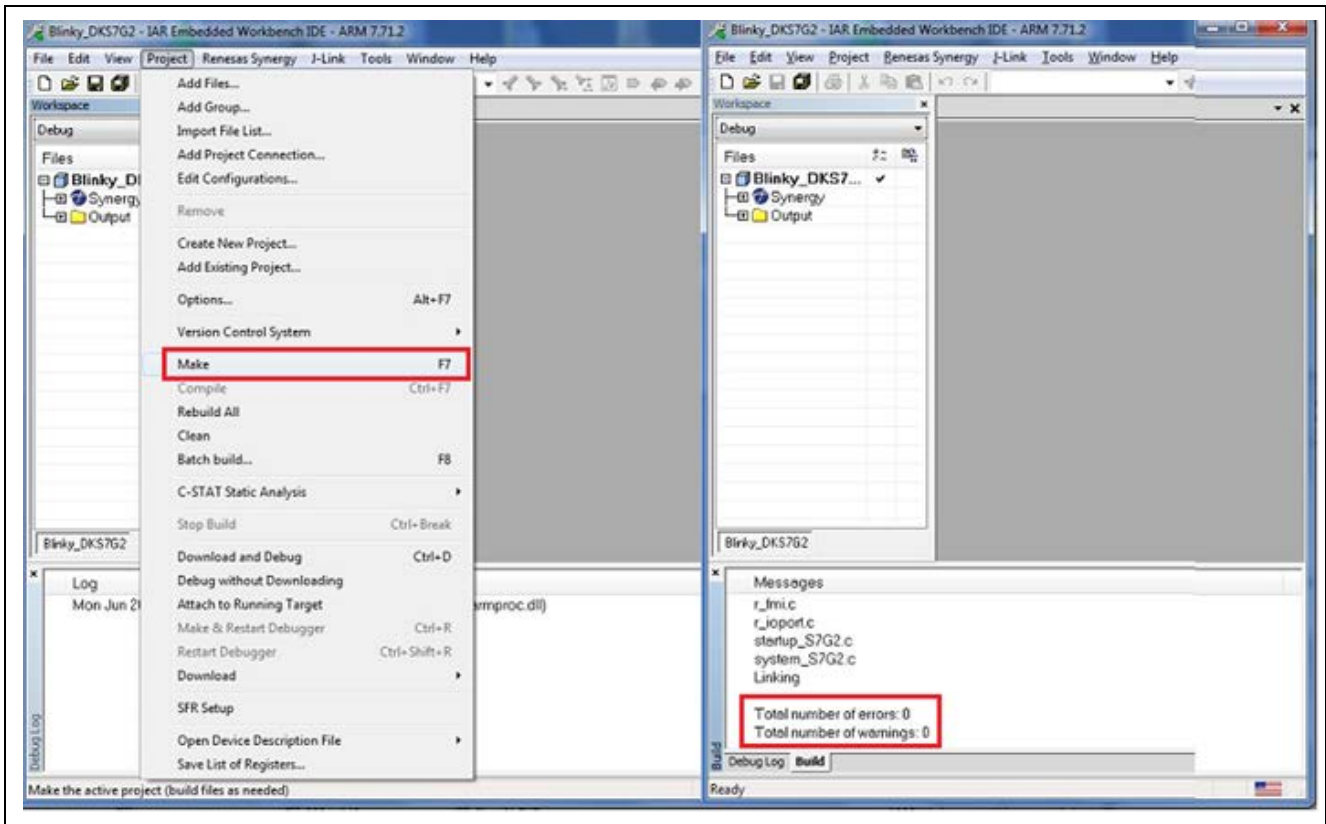 Blinky_DKS7G2 - IAR Embedded Workbench IDE - ARM 7.71.2
File Edit View Project Renesas Synergy J-Link Tools Window Help
Workspace
Debug
Files
Synergy
Output
Blinky_DKS7G2
Add Files...
Add Group...
Import File List...
Add Project Connection...
Edit Configurations...
Remove
Create New Project...
Add Existing Project...
Options... Alt+F7
Version Control System
Make F7
Compile Ctrl+F7
Rebuild All
Clean
Batch build... F8
C-STAT Static Analysis
Stop Build Ctrl+Break
Download and Debug Ctrl+D
Debug without Downloading
Attach to Running Target
Make & Restart Debugger Ctrl+R
Restart Debugger Ctrl+Shift+R
Download
SFR Setup
Open Device Description File
Save List of Registers...
Log
Mon Jun 2
armproc.dll)
Debug Log
Make the active project (build files as needed)
Blinky_DKS7G2 - IAR Embedded Workbench IDE - ARM 7.71.2
File Edit View Project Renesas Synergy J-Link Tools Window Help
Workspace
Debug
Files
Blinky_DKS7...
Synergy
Output
Blinky_DKS7G2
Messages
r_fmi.c
r_ioport.c
startup_S7G2.c
system_S7G2.c
Linking
Total number of errors: 0
Total number of warnings: 0
Build
Debug Log Build
Ready